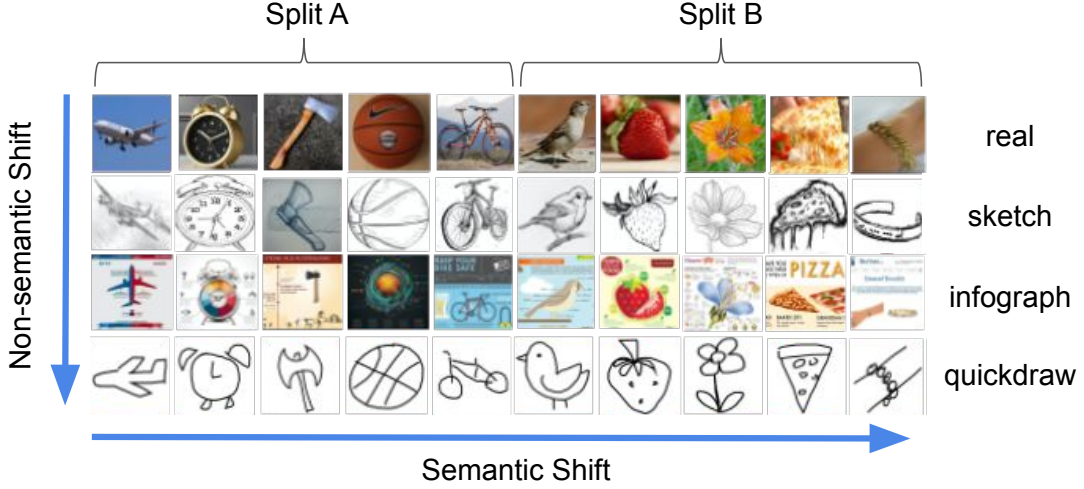 Split A
Split B
Non-semantic Shift
real
sketch
infograph
PIZZA
quickdraw
Semantic Shift